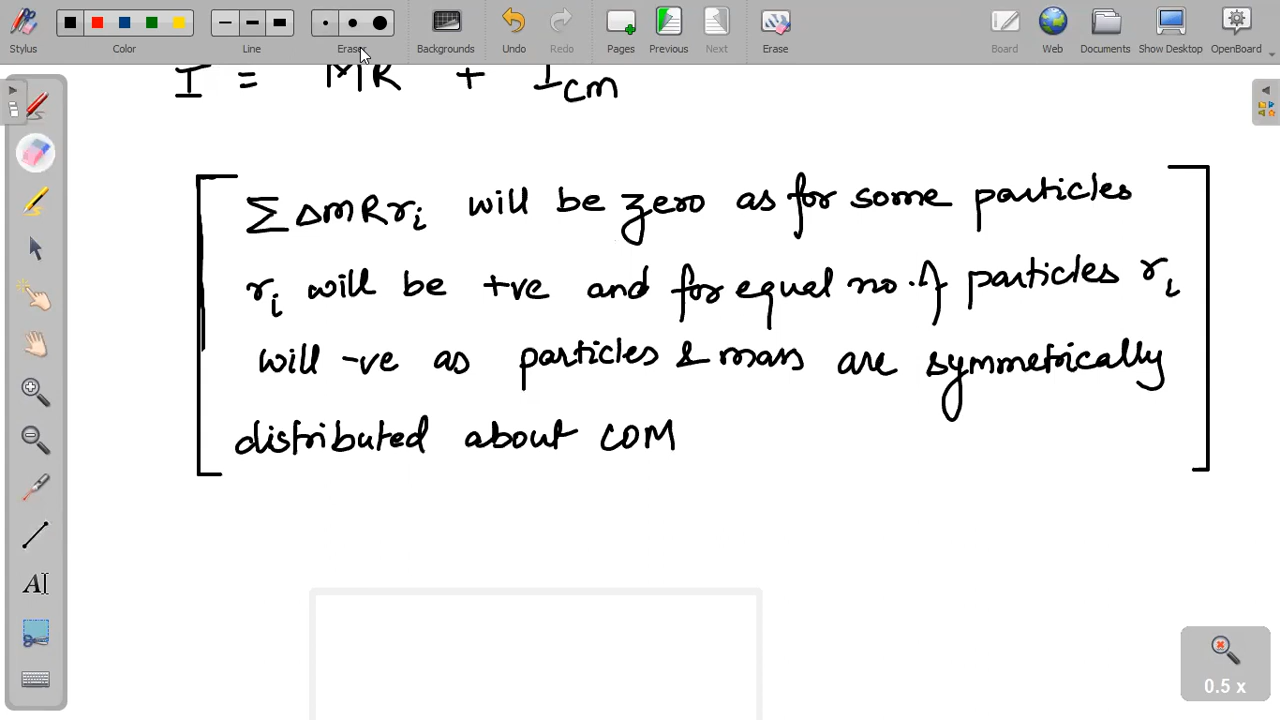 Stylus
Color
Line
Erase
Backgrounds
Undo
Redo
Pages
Previous
Next
Erase
Board
Web
Documents
Show Desktop
OpenBoard
I = MR + Icm
∑ ΔmRri will be zero as for some particles
ri will be +ve and for equal no. of particles ri
will -ve as particles & mass are symmetrically
distributed about COM
0.5 x